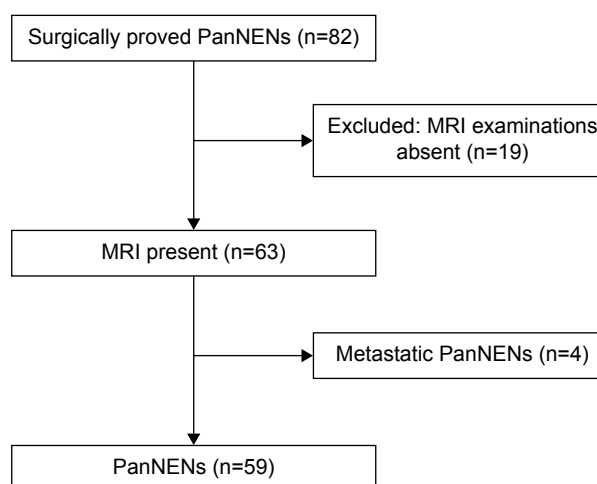 Surgically proved PanNENs (n=82)
Excluded: MRI examinations
absent (n=19)
MRI present (n=63)
Metastatic PanNENs (n=4)
PanNENs (n=59)